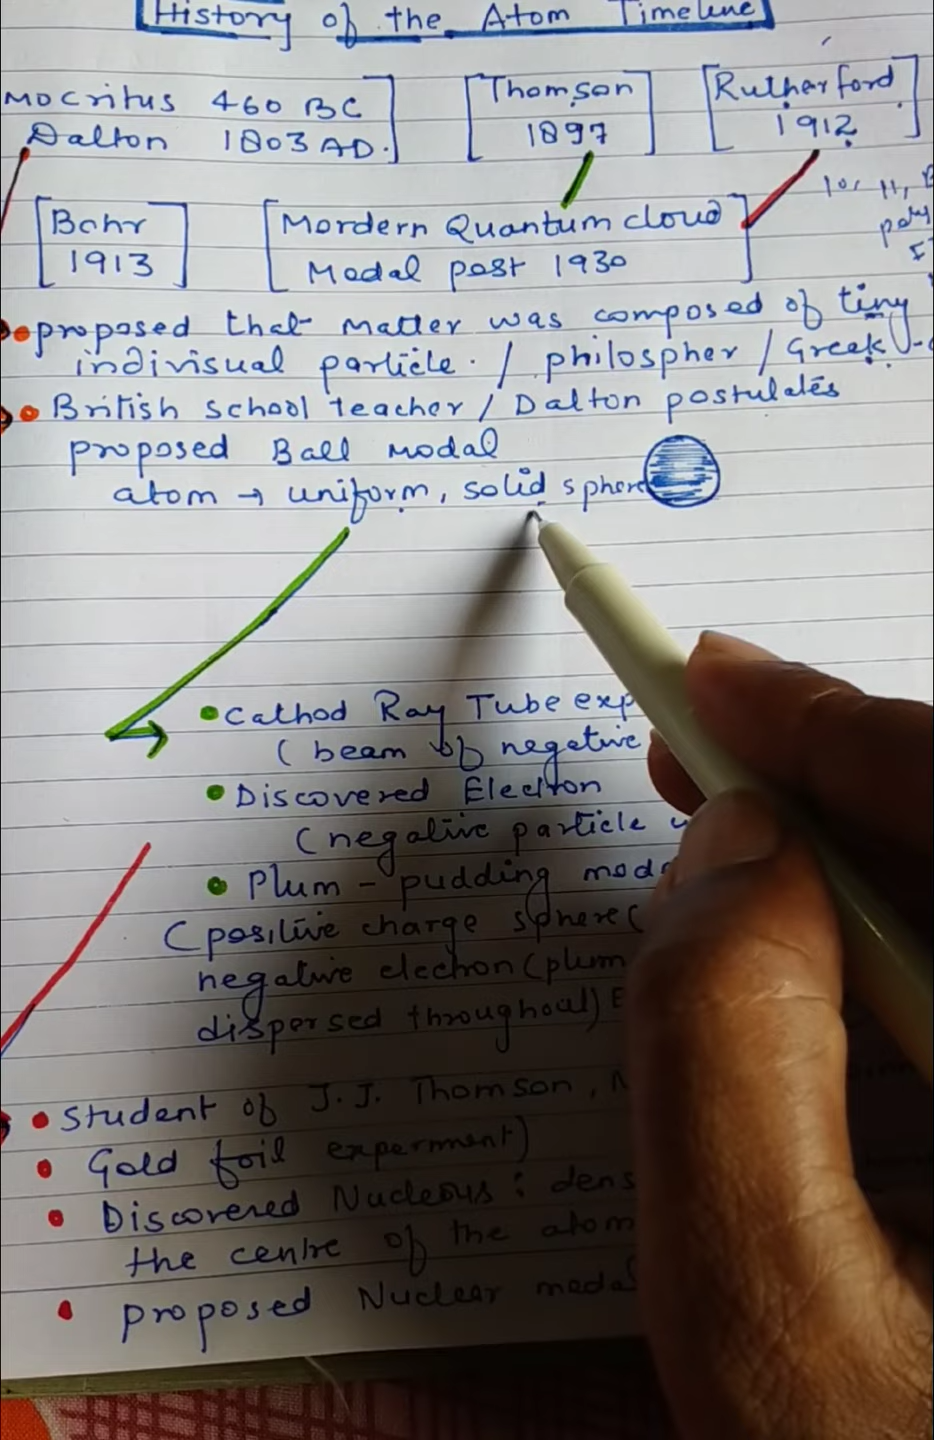 History of the Atom Timeline
mocritus 460 BC
Dalton 1803 AD.
Thomson
1897
Rutherford
1912
10, 11,
Bohr
1913
Mordern Quantum cloud
Modal post 1930
proposed that matter was composed of tiny
indivisual particle. / philospher / Greek
British school teacher / Dalton postulates
proposed Ball modal
atom → uniform, solid sphere
Cathod Ray Tube exp
(beam of negative
Discovered Electron
(negative particle
Plum - pudding mod
(positive charge sphere(
negative electron (plum
dispersed throughout)
Student of J.J. Thomson, N
Gold foil experment)
Discovered Nucleous: dens
the centre of the atom
proposed Nuclear modal